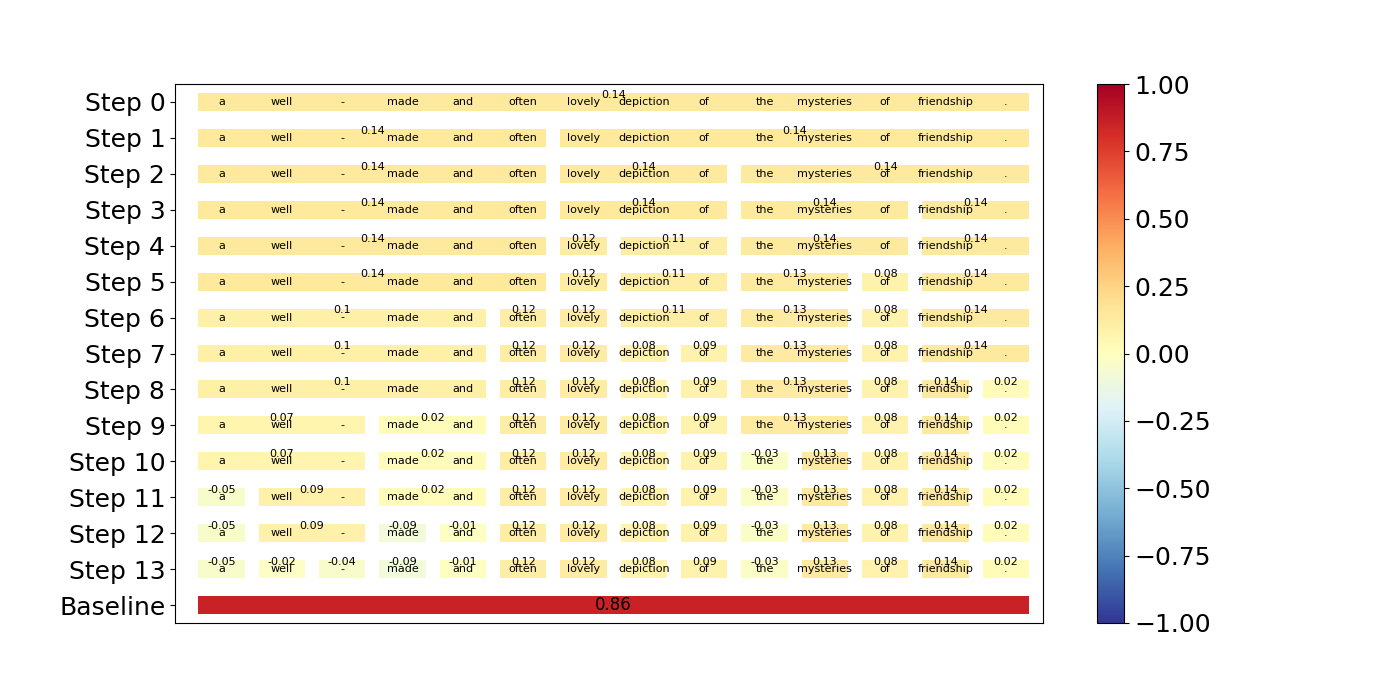 0.14
Step 0 a well - made and often lovely depiction of the mysteries of friendship .
0.14 0.14
Step 1 a well - made and often lovely depiction of the mysteries of friendship .
0.14 0.14 0.14
Step 2 a well - made and often lovely depiction of the mysteries of friendship .
0.14 0.14 0.14 0.14
Step 3 a well - made and often lovely depiction of the mysteries of friendship .
0.14 0.12 0.11 0.14 0.14
Step 4 a well - made and often lovely depiction of the mysteries of friendship .
0.14 0.12 0.11 0.13 0.08 0.14
Step 5 a well - made and often lovely depiction of the mysteries of friendship .
0.1 0.12 0.12 0.11 0.13 0.08 0.14
Step 6 a well - made and often lovely depiction of the mysteries of friendship .
0.1 0.12 0.12 0.08 0.09 0.13 0.08 0.14
Step 7 a well - made and often lovely depiction of the mysteries of friendship .
0.1 0.12 0.12 0.08 0.09 0.13 0.08 0.14 0.02
Step 8 a well - made and often lovely depiction of the mysteries of friendship .
0.07 0.02 0.12 0.12 0.08 0.09 0.13 0.08 0.14 0.02
Step 9 a well - made and often lovely depiction of the mysteries of friendship .
0.07 0.02 0.12 0.12 0.08 0.09 -0.03 0.13 0.08 0.14 0.02
Step 10 a well - made and often lovely depiction of the mysteries of friendship .
-0.05 0.09 0.02 0.12 0.12 0.08 0.09 -0.03 0.13 0.08 0.14 0.02
Step 11 a well - made and often lovely depiction of the mysteries of friendship .
-0.05 0.09 -0.09 -0.01 0.12 0.12 0.08 0.09 -0.03 0.13 0.08 0.14 0.02
Step 12 a well - made and often lovely depiction of the mysteries of friendship .
-0.05 -0.02 -0.04 -0.09 -0.01 0.12 0.12 0.08 0.09 -0.03 0.13 0.08 0.14 0.02
Step 13 a well - made and often lovely depiction of the mysteries of friendship .
Baseline 0.86
1.00
0.75
0.50
0.25
0.00
−0.25
−0.50
−0.75
−1.00